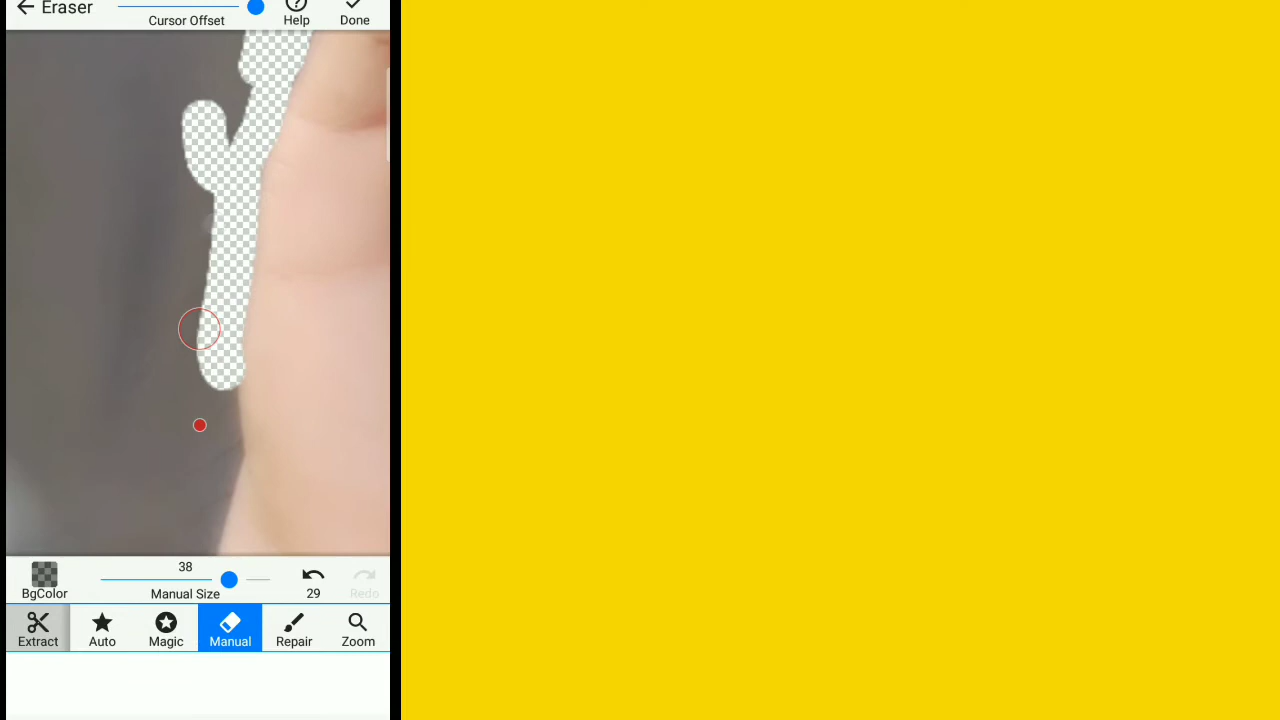 Eraser
Cursor Offset
Help
Done
38
BgColor
Manual Size
29
Redo
Extract
Auto
Magic
Manual
Repair
Zoom